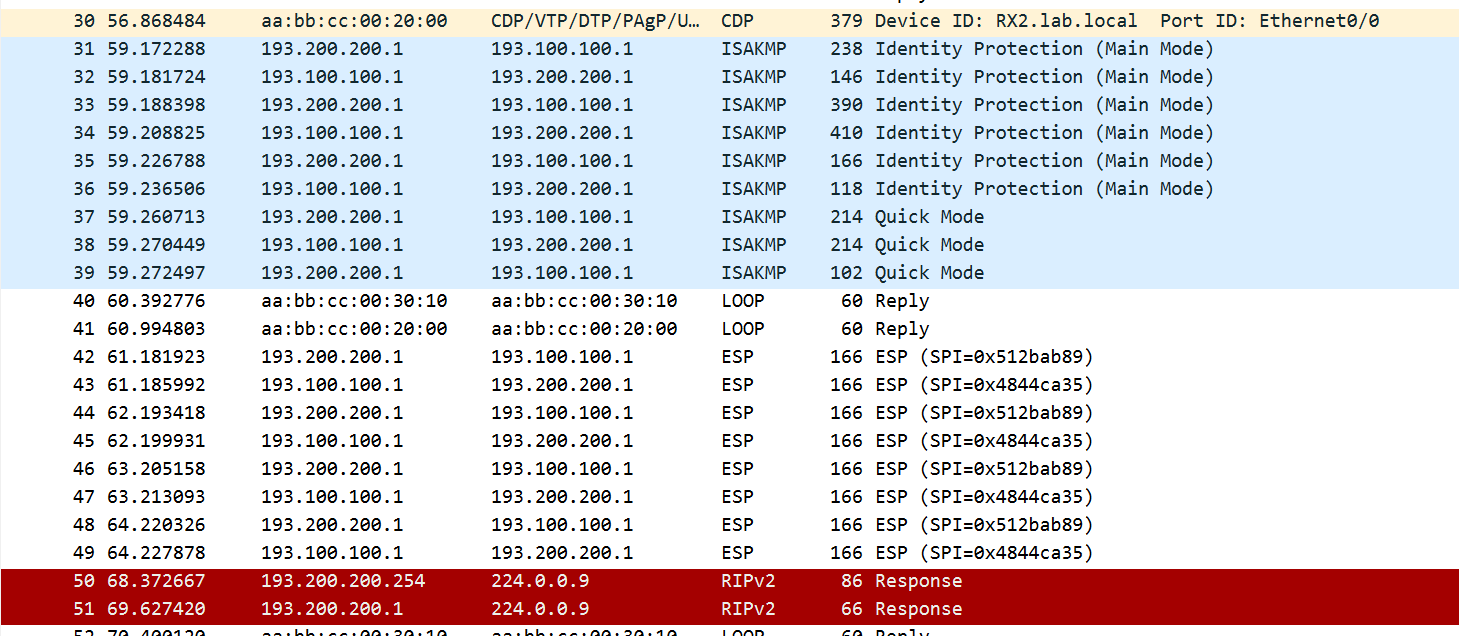 30 56.868484 aa:bb:cc:00:20:00 CDP/VTP/DTP/PAgP/U… CDP 379 Device ID: RX2.lab.local Port ID: Ethernet0/0
31 59.172288 193.200.200.1 193.100.100.1 ISAKMP 238 Identity Protection (Main Mode)
32 59.181724 193.100.100.1 193.200.200.1 ISAKMP 146 Identity Protection (Main Mode)
33 59.188398 193.200.200.1 193.100.100.1 ISAKMP 390 Identity Protection (Main Mode)
34 59.208825 193.100.100.1 193.200.200.1 ISAKMP 410 Identity Protection (Main Mode)
35 59.226788 193.200.200.1 193.100.100.1 ISAKMP 166 Identity Protection (Main Mode)
36 59.236506 193.100.100.1 193.200.200.1 ISAKMP 118 Identity Protection (Main Mode)
37 59.260713 193.200.200.1 193.100.100.1 ISAKMP 214 Quick Mode
38 59.270449 193.100.100.1 193.200.200.1 ISAKMP 214 Quick Mode
39 59.272497 193.200.200.1 193.100.100.1 ISAKMP 102 Quick Mode
40 60.392776 aa:bb:cc:00:30:10 aa:bb:cc:00:30:10 LOOP 60 Reply
41 60.994803 aa:bb:cc:00:20:00 aa:bb:cc:00:20:00 LOOP 60 Reply
42 61.181923 193.200.200.1 193.100.100.1 ESP 166 ESP (SPI=0x512bab89)
43 61.185992 193.100.100.1 193.200.200.1 ESP 166 ESP (SPI=0x4844ca35)
44 62.193418 193.200.200.1 193.100.100.1 ESP 166 ESP (SPI=0x512bab89)
45 62.199931 193.100.100.1 193.200.200.1 ESP 166 ESP (SPI=0x4844ca35)
46 63.205158 193.200.200.1 193.100.100.1 ESP 166 ESP (SPI=0x512bab89)
47 63.213093 193.100.100.1 193.200.200.1 ESP 166 ESP (SPI=0x4844ca35)
48 64.220326 193.200.200.1 193.100.100.1 ESP 166 ESP (SPI=0x512bab89)
49 64.227878 193.100.100.1 193.200.200.1 ESP 166 ESP (SPI=0x4844ca35)
50 68.372667 193.200.200.254 224.0.0.9 RIPv2 86 Response
51 69.627420 193.200.200.1 224.0.0.9 RIPv2 66 Response